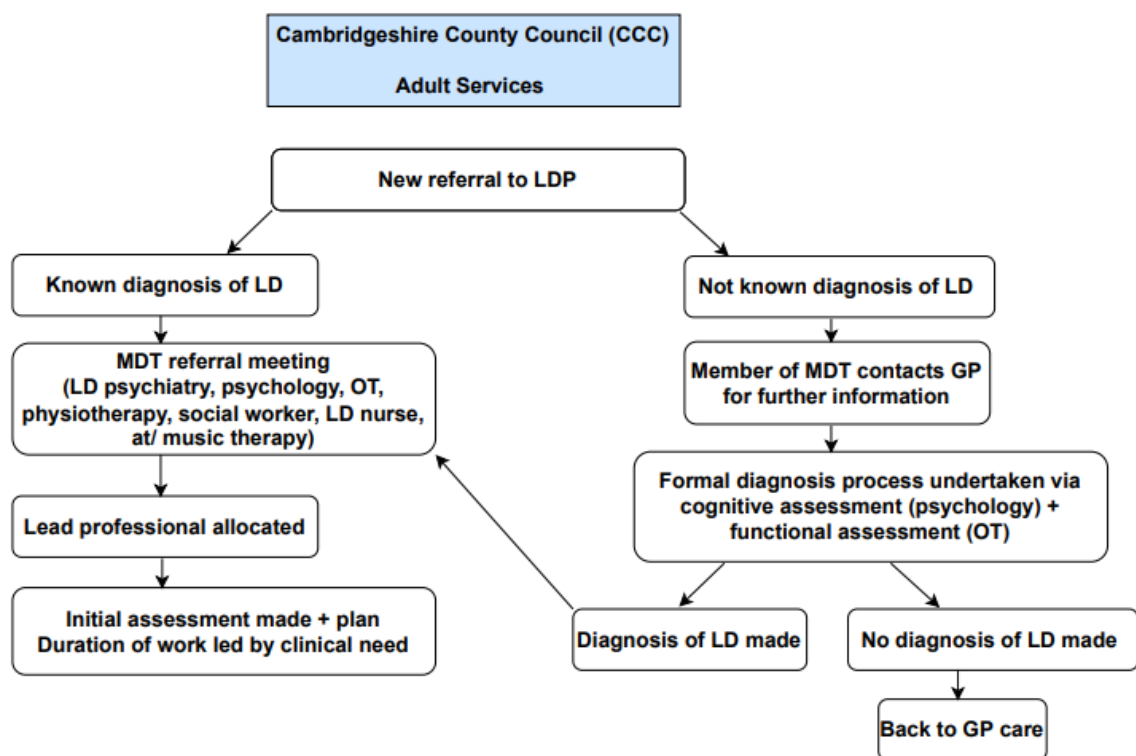 Cambridgeshire County Council (CCC)
Adult Services
New referral to LDP
Known diagnosis of LD
Not known diagnosis of LD
MDT referral meeting
(LD psychiatry, psychology, OT,
physiotherapy, social worker, LD nurse,
at/ music therapy)
Member of MDT contacts GP
for further information
Lead professional allocated
Formal diagnosis process undertaken via
cognitive assessment (psychology) +
functional assessment (OT)
Initial assessment made + plan
Duration of work led by clinical need
Diagnosis of LD made
No diagnosis of LD made
Back to GP care